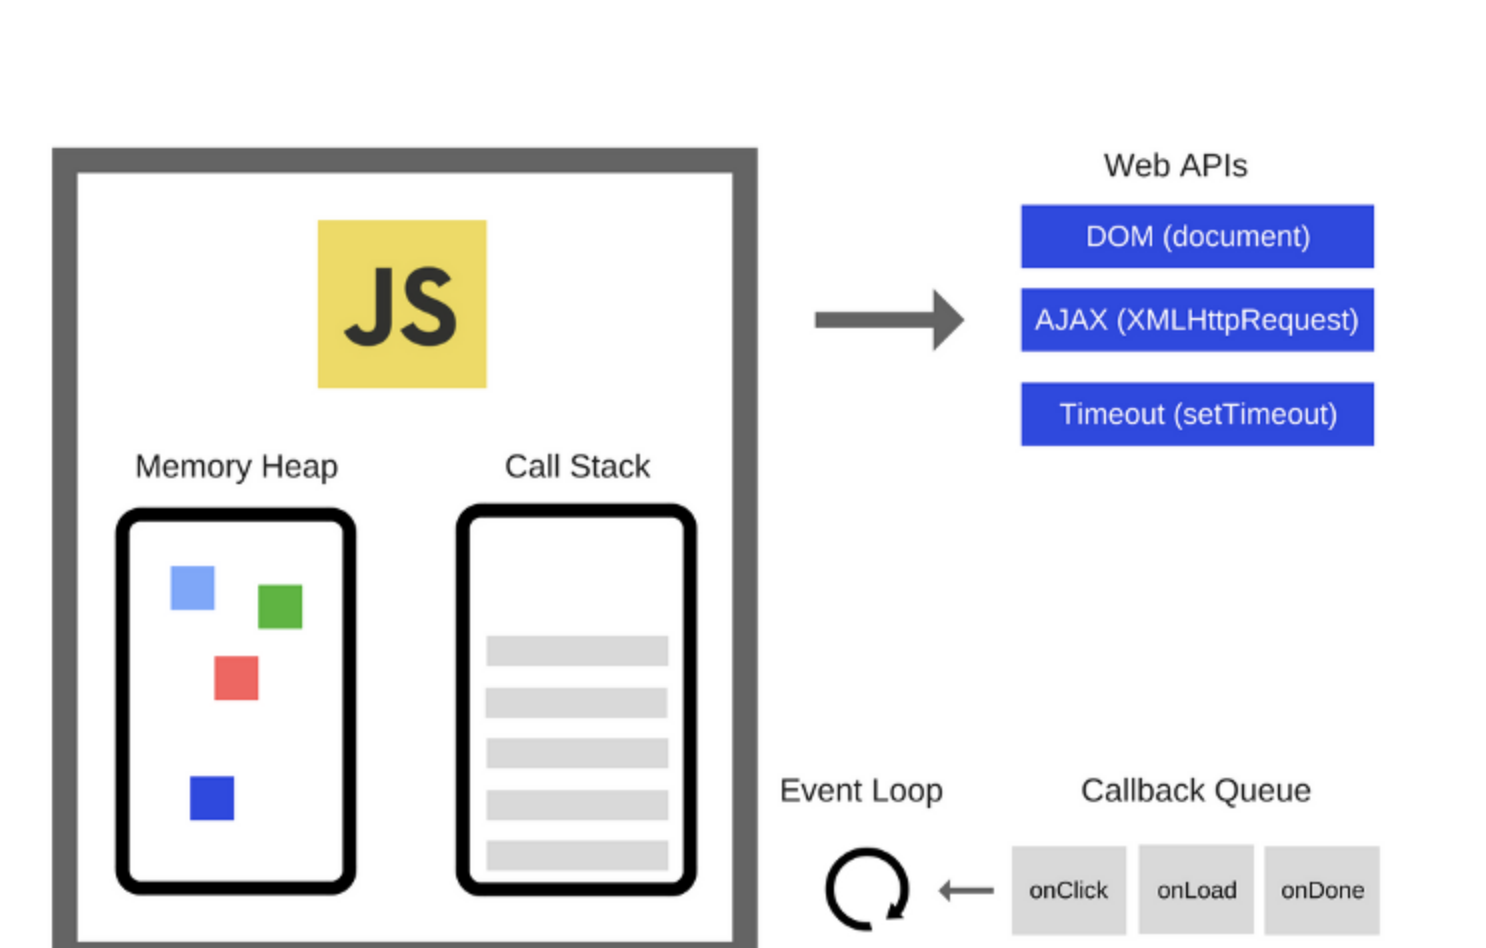 JS
Memory Heap
Call Stack
Web APIs
DOM (document)
AJAX (XMLHttpRequest)
Timeout (setTimeout)
Event Loop
Callback Queue
onClick
onLoad
onDone